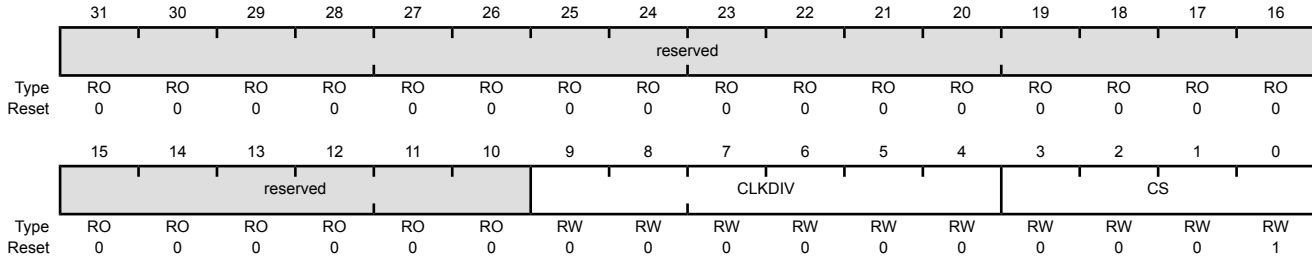 31 30 29 28 27 26 25 24 23 22 21 20 19 18 17 16
reserved
Type RO RO RO RO RO RO RO RO RO RO RO RO RO RO RO RO
Reset 0 0 0 0 0 0 0 0 0 0 0 0 0 0 0 0
15 14 13 12 11 10 9 8 7 6 5 4 3 2 1 0
reserved CLKDIV CS
Type RO RO RO RO RO RO RW RW RW RW RW RW RW RW RW RW
Reset 0 0 0 0 0 0 0 0 0 0 0 0 0 0 0 1